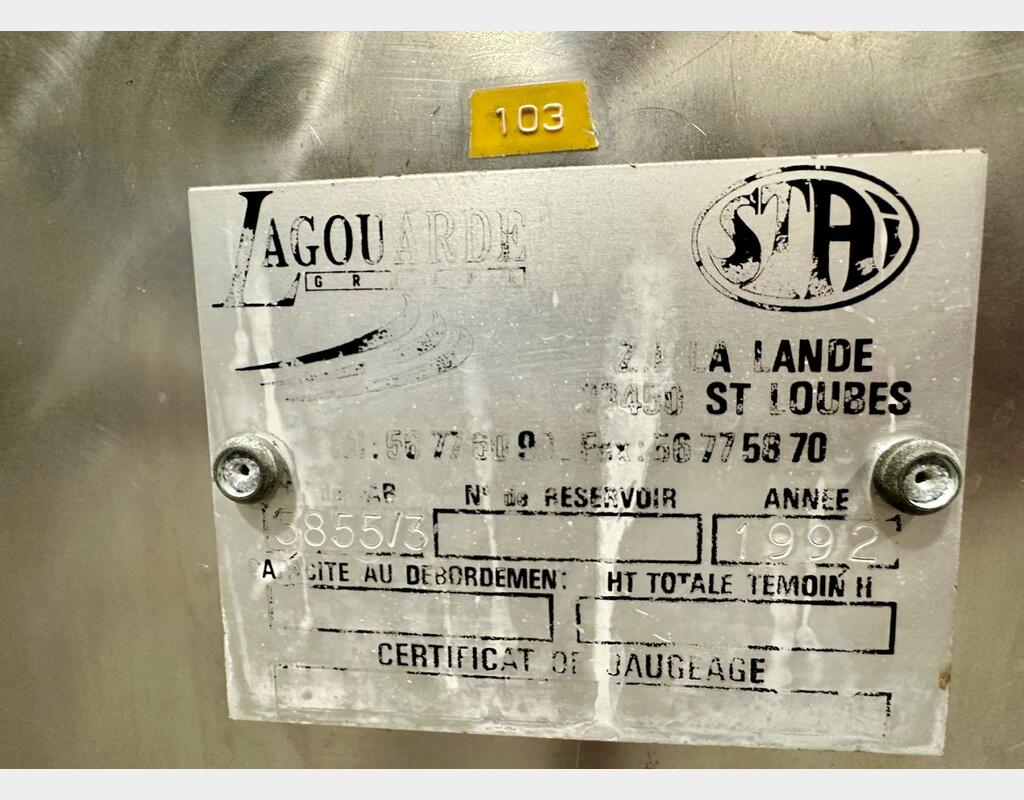 103
LAGOUARDE
STAi
Z.I. LA LANDE
33450 ST LOUBES
Fax: 56 77 58 70
N° de RESERVOIR
ANNEE
5855/3
1992
CAPACITE AU DEBORDEMENT
HT TOTALE TEMOIN H
CERTIFICAT DE JAUGEAGE